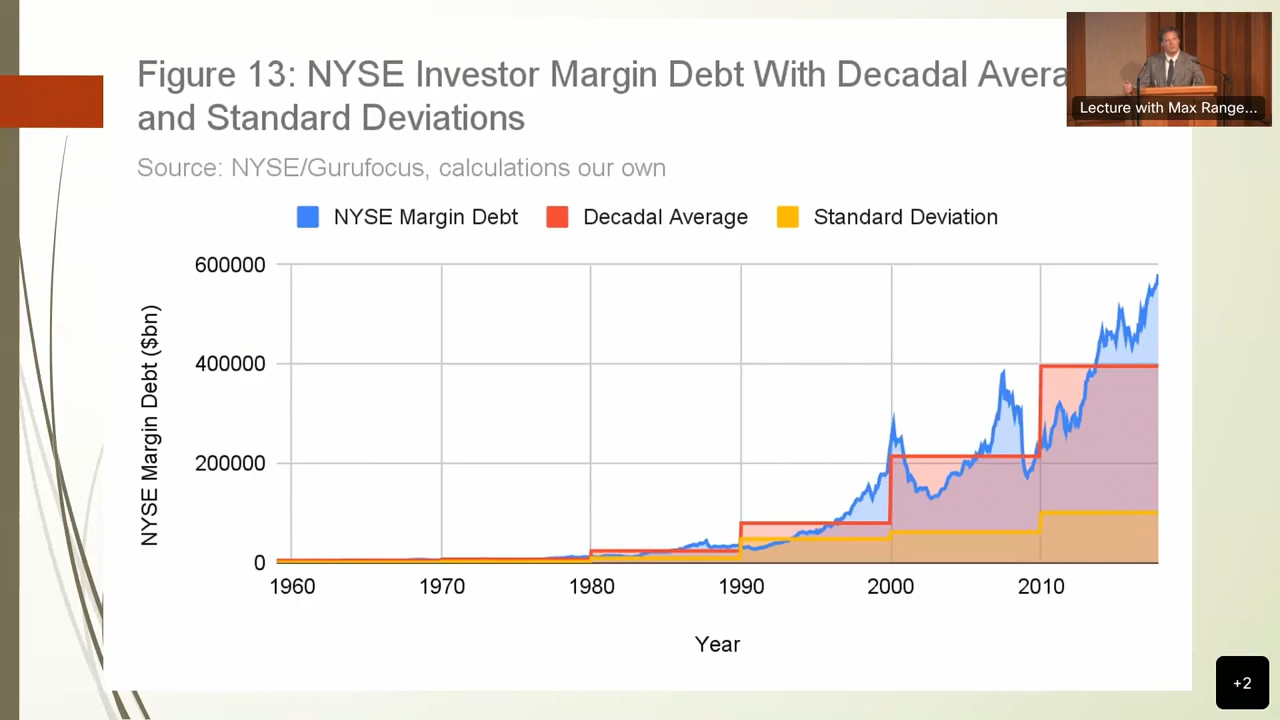 Figure 13: NYSE Investor Margin Debt With Decadal Avera
and Standard Deviations
Source: NYSE/Gurufocus, calculations our own
Lecture with Max Range...
NYSE Margin Debt
Decadal Average
Standard Deviation
NYSE Margin Debt ($bn)
600000
400000
200000
0
1960
1970
1980
1990
2000
2010
Year
+2